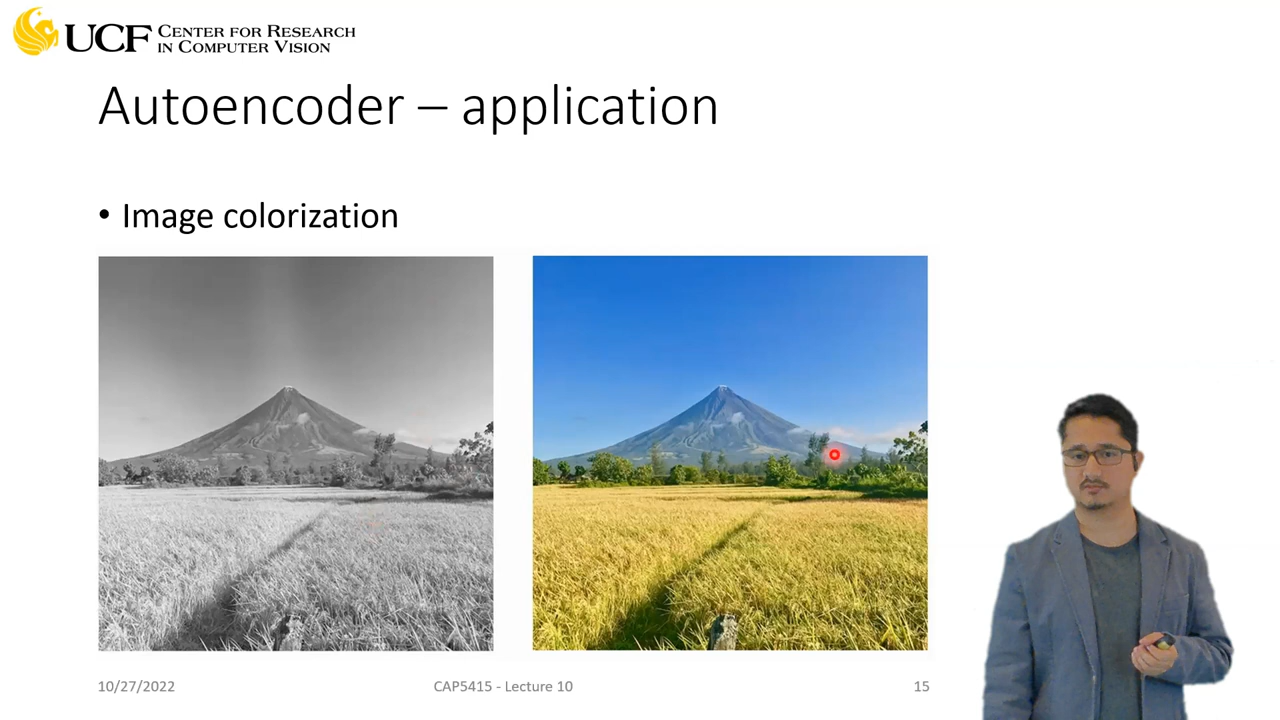 UCF CENTER FOR RESEARCH
IN COMPUTER VISION
Autoencoder – application
• Image colorization
10/27/2022
CAP5415 - Lecture 10
15